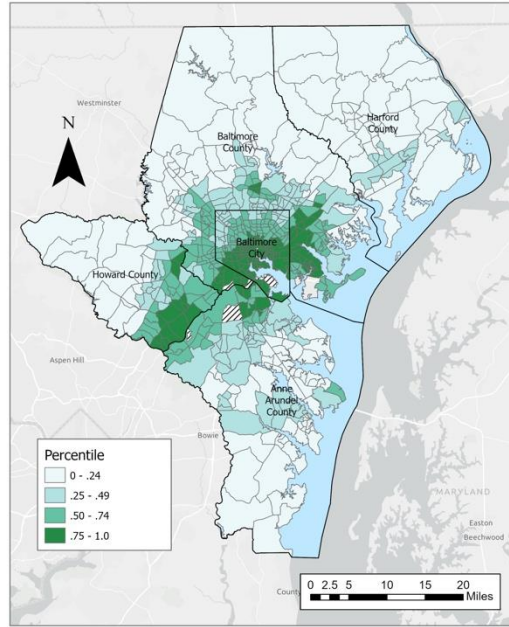 Westminster
N
Harford
County
Baltimore
County
Baltimore
City
Howard County
Aspen Hill
Anne
Arundel
County
Bowie
Percentile
0 - .24
.25 - .49
.50 - .74
.75 - 1.0
MARYLAND
Easton
Beechwood
County
0 2.5 5 10 15 20
Miles